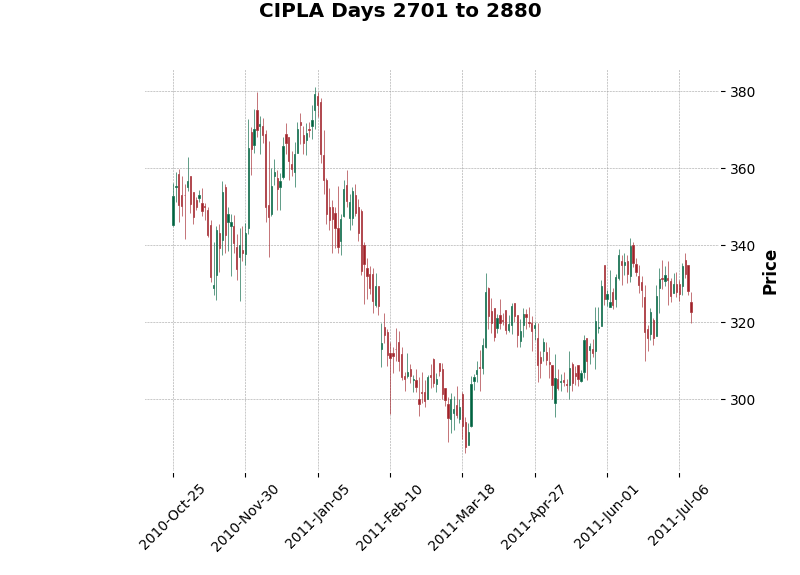 CIPLA Days 2701 to 2880
380
360
340
320
300
Price
2010-Oct-25
2010-Nov-30
2011-Jan-05
2011-Feb-10
2011-Mar-18
2011-Apr-27
2011-Jun-01
2011-Jul-06